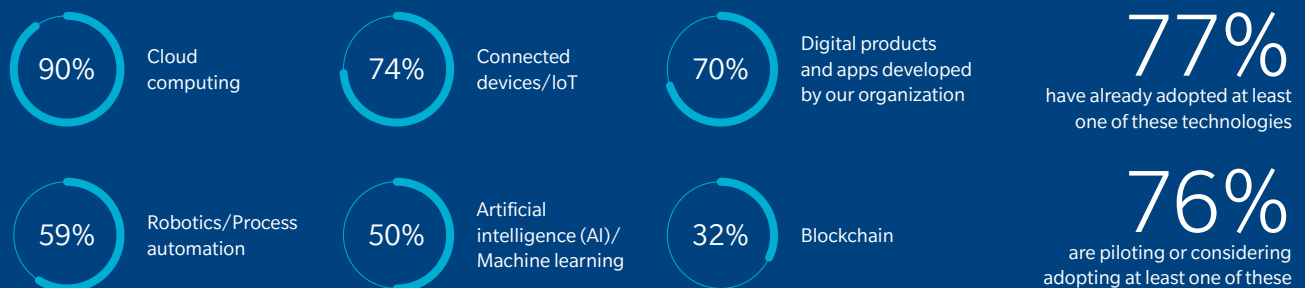 90%
Cloud
computing
74%
Connected
devices/IoT
70%
Digital products
and apps developed
by our organization
77%
have already adopted at least
one of these technologies
59%
Robotics/Process
automation
50%
Artificial
intelligence (AI)/
Machine learning
32%
Blockchain
76%
are piloting or considering
adopting at least one of these